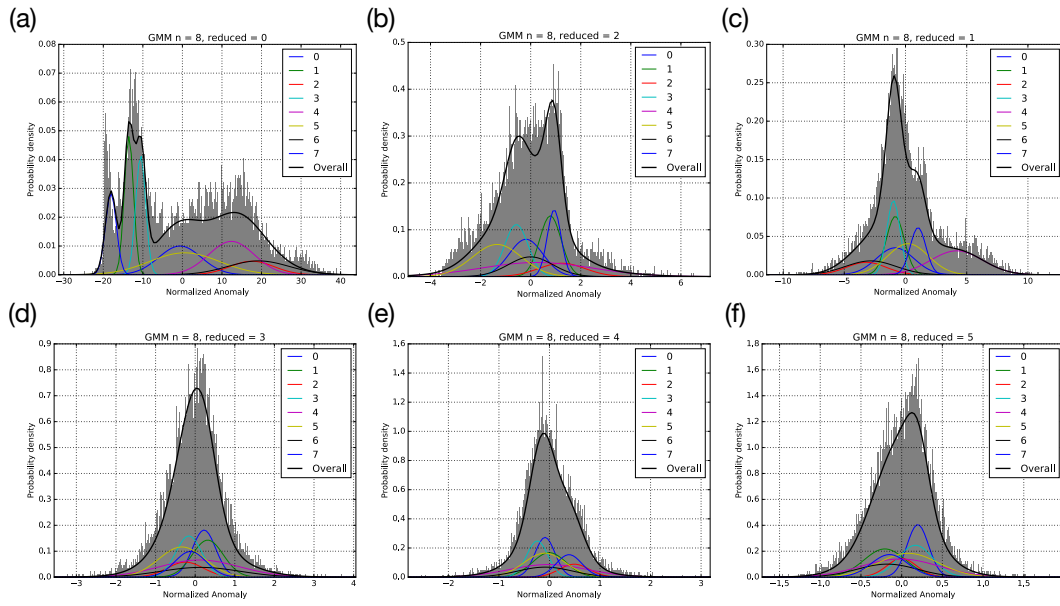 (a)
GMM n = 8, reduced = 0
0.08
0.07
0.06
0.05
0.04
0.03
0.02
0.01
0.00
Probability density
−30 −20 −10 0 10 20 30 40
Normalized Anomaly
0
1
2
3
4
5
6
7
Overall
(b)
GMM n = 8, reduced = 2
0.5
0.4
0.3
0.2
0.1
0.0
Probability density
−4 −2 0 2 4 6
Normalized Anomaly
0
1
2
3
4
5
6
7
Overall
(c)
GMM n = 8, reduced = 1
0.30
0.25
0.20
0.15
0.10
0.05
0.00
Probability density
−10 −5 0 5 10
Normalized Anomaly
0
1
2
3
4
5
6
7
Overall
(d)
GMM n = 8, reduced = 3
0,9
0.8
0.7
0.6
0.5
0.4
0.3
0.2
0.1
0.0
Probability density
−2 −1 0 1 2 3 4
Normalized Anomaly
0
1
2
3
4
5
6
7
Overall
(e)
GMM n = 8, reduced = 4
1,6
1.4
1.2
1.0
0.8
0.6
0.4
0.2
0.0
Probability density
−2 −1 0 1 2 3
Normalized Anomaly
0
1
2
3
4
5
6
7
Overall
(f)
GMM n = 8, reduced = 5
1,8
1.6
1.4
1.2
1.0
0.8
0.6
0.4
0.2
0.0
Probability density
−1,5 −1,0 −0,5 0,0 0,5 1,0 1,5
Normalized Anomaly
0
1
2
3
4
5
6
7
Overall